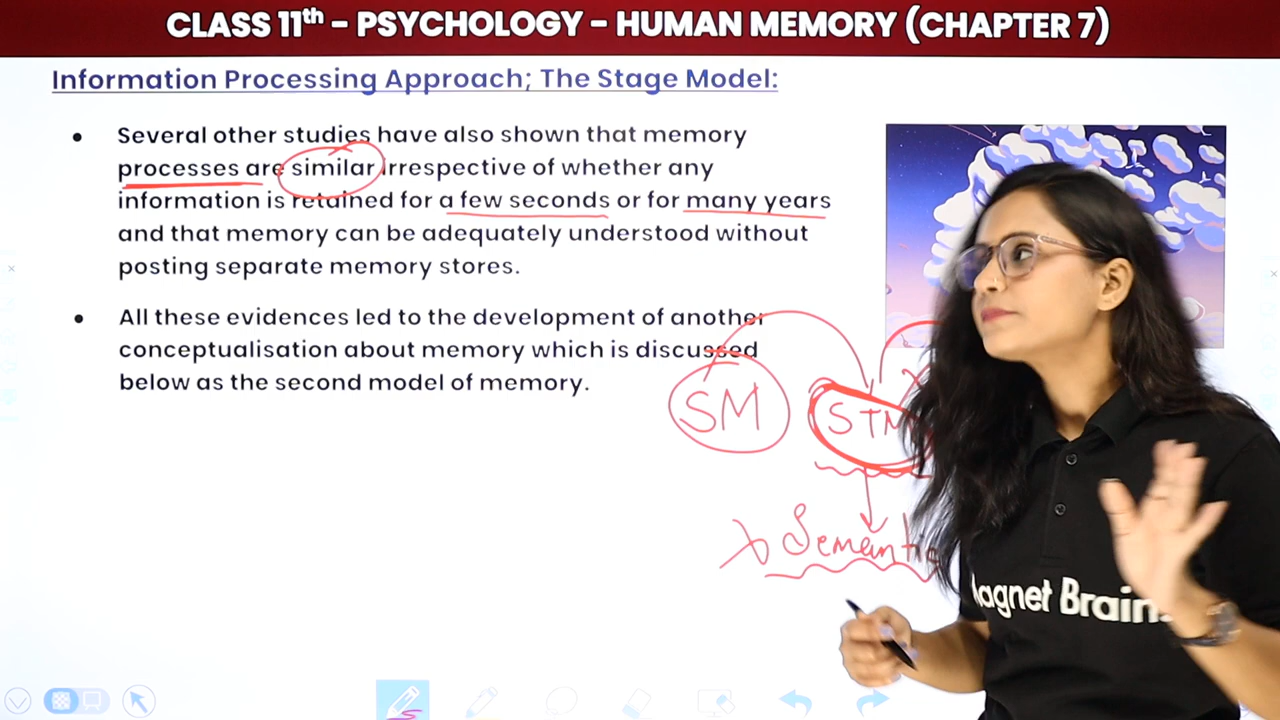 CLASS 11th - PSYCHOLOGY - HUMAN MEMORY (CHAPTER 7)
Information Processing Approach; The Stage Model:
• Several other studies have also shown that memory
processes are similar irrespective of whether any
information is retained for a few seconds or for many years
and that memory can be adequately understood without
posting separate memory stores.
• All these evidences led to the development of another
conceptualisation about memory which is discussed
below as the second model of memory.
SM
STM
Semantic
Magnet Brains